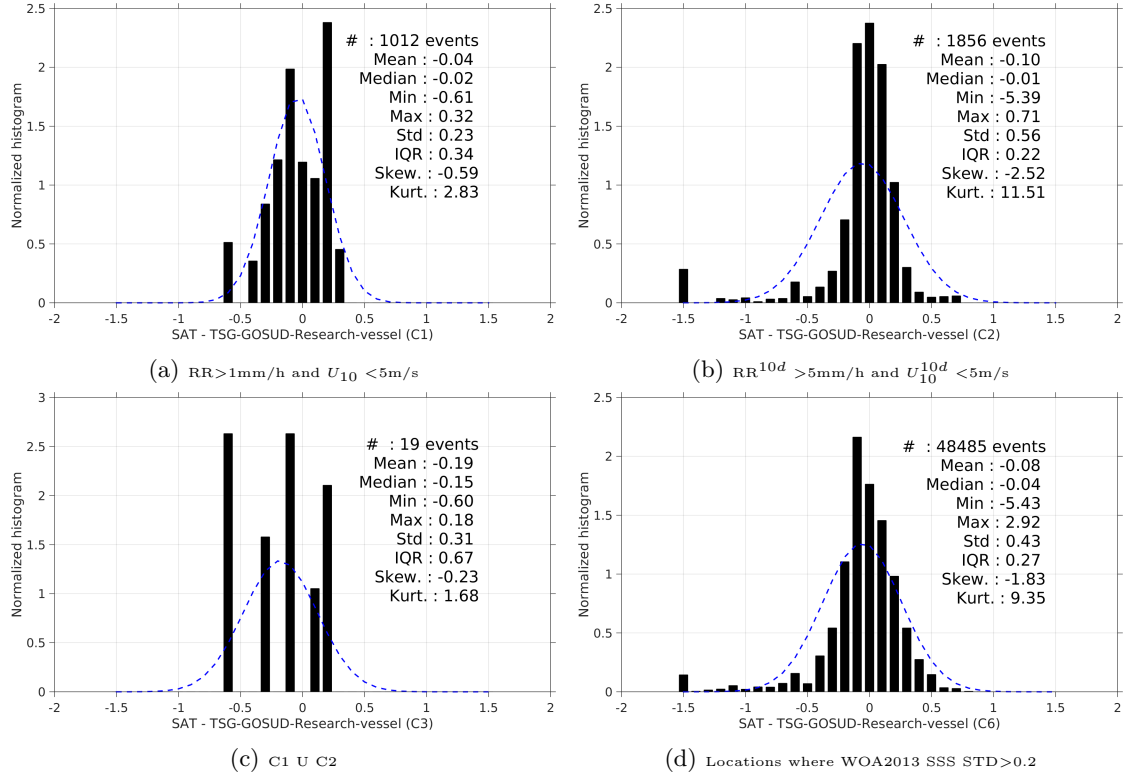 2.5
2
1.5
1
0.5
0
Normalized histogram
# : 1012 events
Mean : -0.04
Median : -0.02
Min : -0.61
Max : 0.32
Std : 0.23
IQR : 0.34
Skew. : -0.59
Kurt. : 2.83
-2 -1.5 -1 -0.5 0 0.5 1 1.5 2
SAT - TSG-GOSUD-Research-vessel (C1)
(a) RR>1mm/h and U10 <5m/s
2.5
2
1.5
1
0.5
0
Normalized histogram
# : 1856 events
Mean : -0.10
Median : -0.01
Min : -5.39
Max : 0.71
Std : 0.56
IQR : 0.22
Skew. : -2.52
Kurt. : 11.51
-2 -1.5 -1 -0.5 0 0.5 1 1.5 2
SAT - TSG-GOSUD-Research-vessel (C2)
(b) RR^10d >5mm/h and U10^10d <5m/s
3
2.5
2
1.5
1
0.5
0
Normalized histogram
# : 19 events
Mean : -0.19
Median : -0.15
Min : -0.60
Max : 0.18
Std : 0.31
IQR : 0.67
Skew. : -0.23
Kurt. : 1.68
-2 -1.5 -1 -0.5 0 0.5 1 1.5 2
SAT - TSG-GOSUD-Research-vessel (C3)
(c) C1 U C2
2.5
2
1.5
1
0.5
0
Normalized histogram
# : 48485 events
Mean : -0.08
Median : -0.04
Min : -5.43
Max : 2.92
Std : 0.43
IQR : 0.27
Skew. : -1.83
Kurt. : 9.35
-2 -1.5 -1 -0.5 0 0.5 1 1.5 2
SAT - TSG-GOSUD-Research-vessel (C6)
(d) Locations where WOA2013 SSS STD>0.2